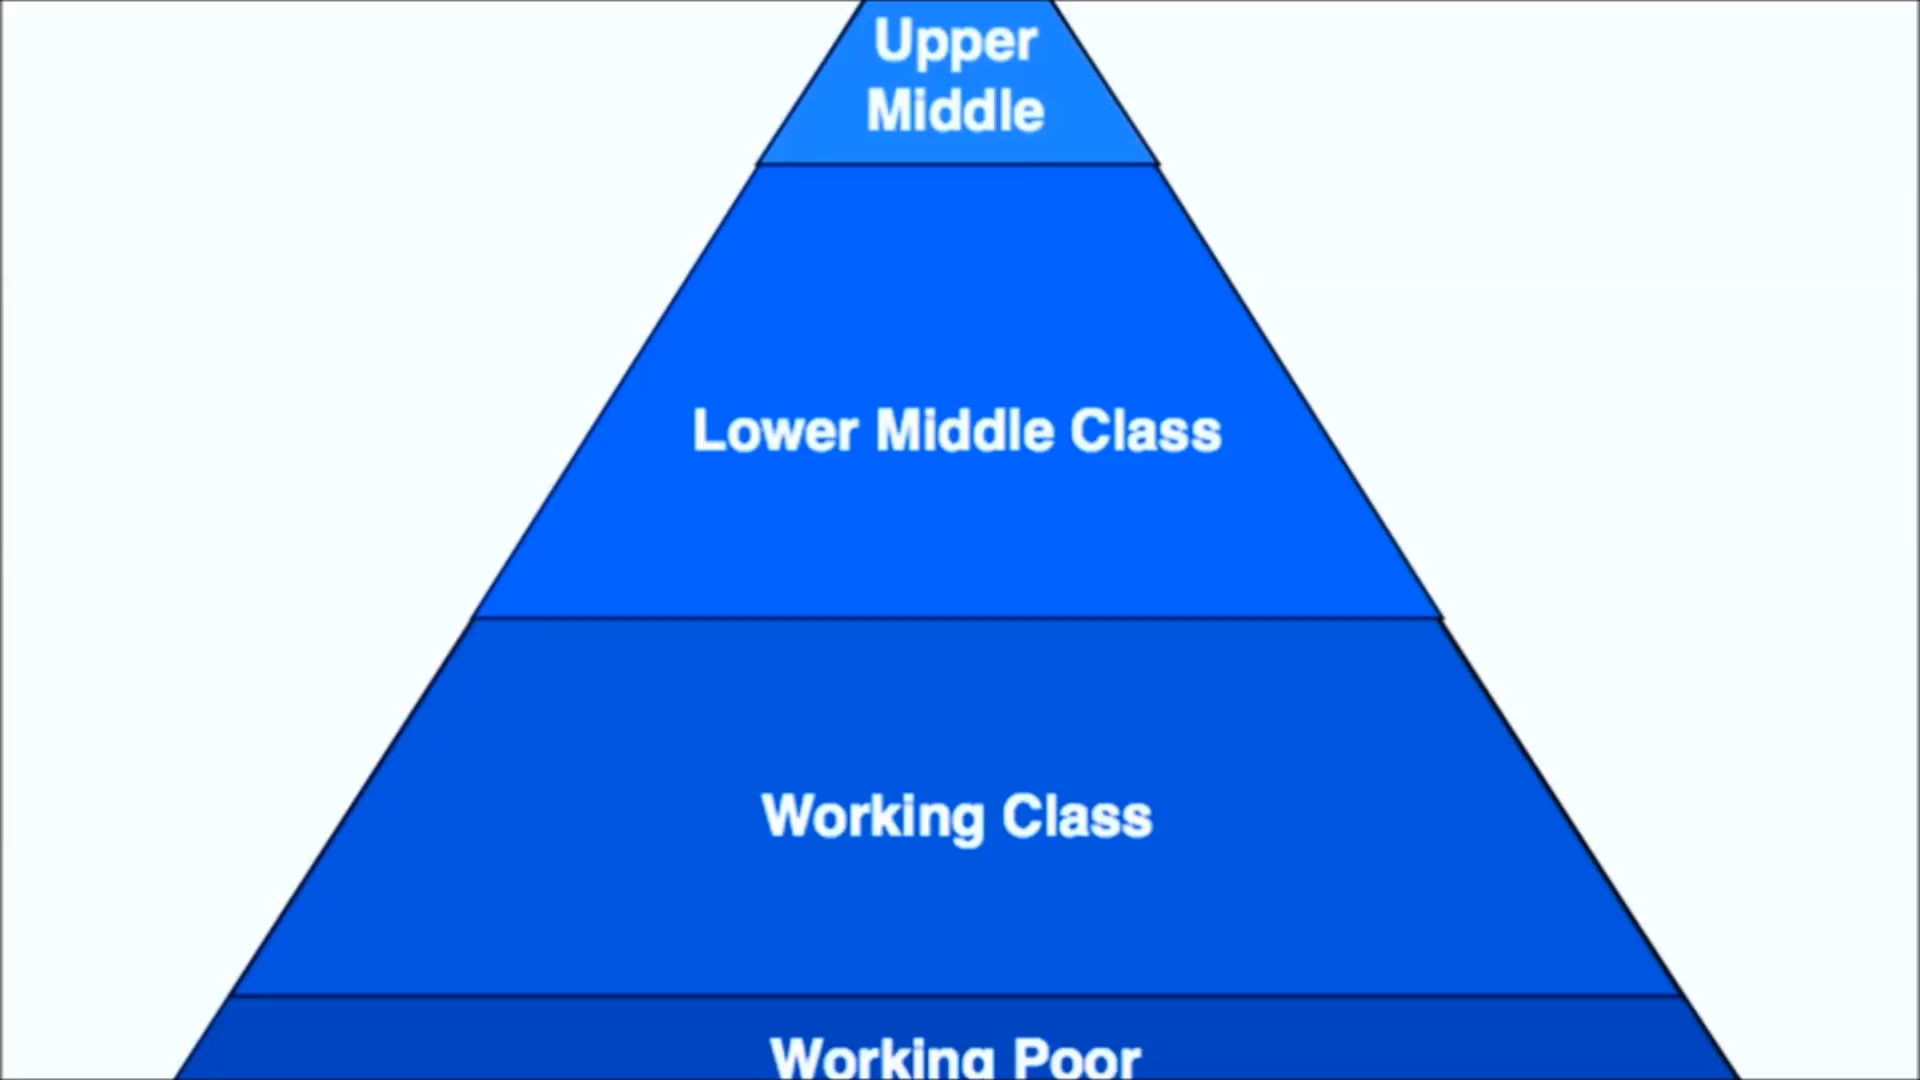 Upper
Middle
Lower Middle Class
Working Class
Working Poor